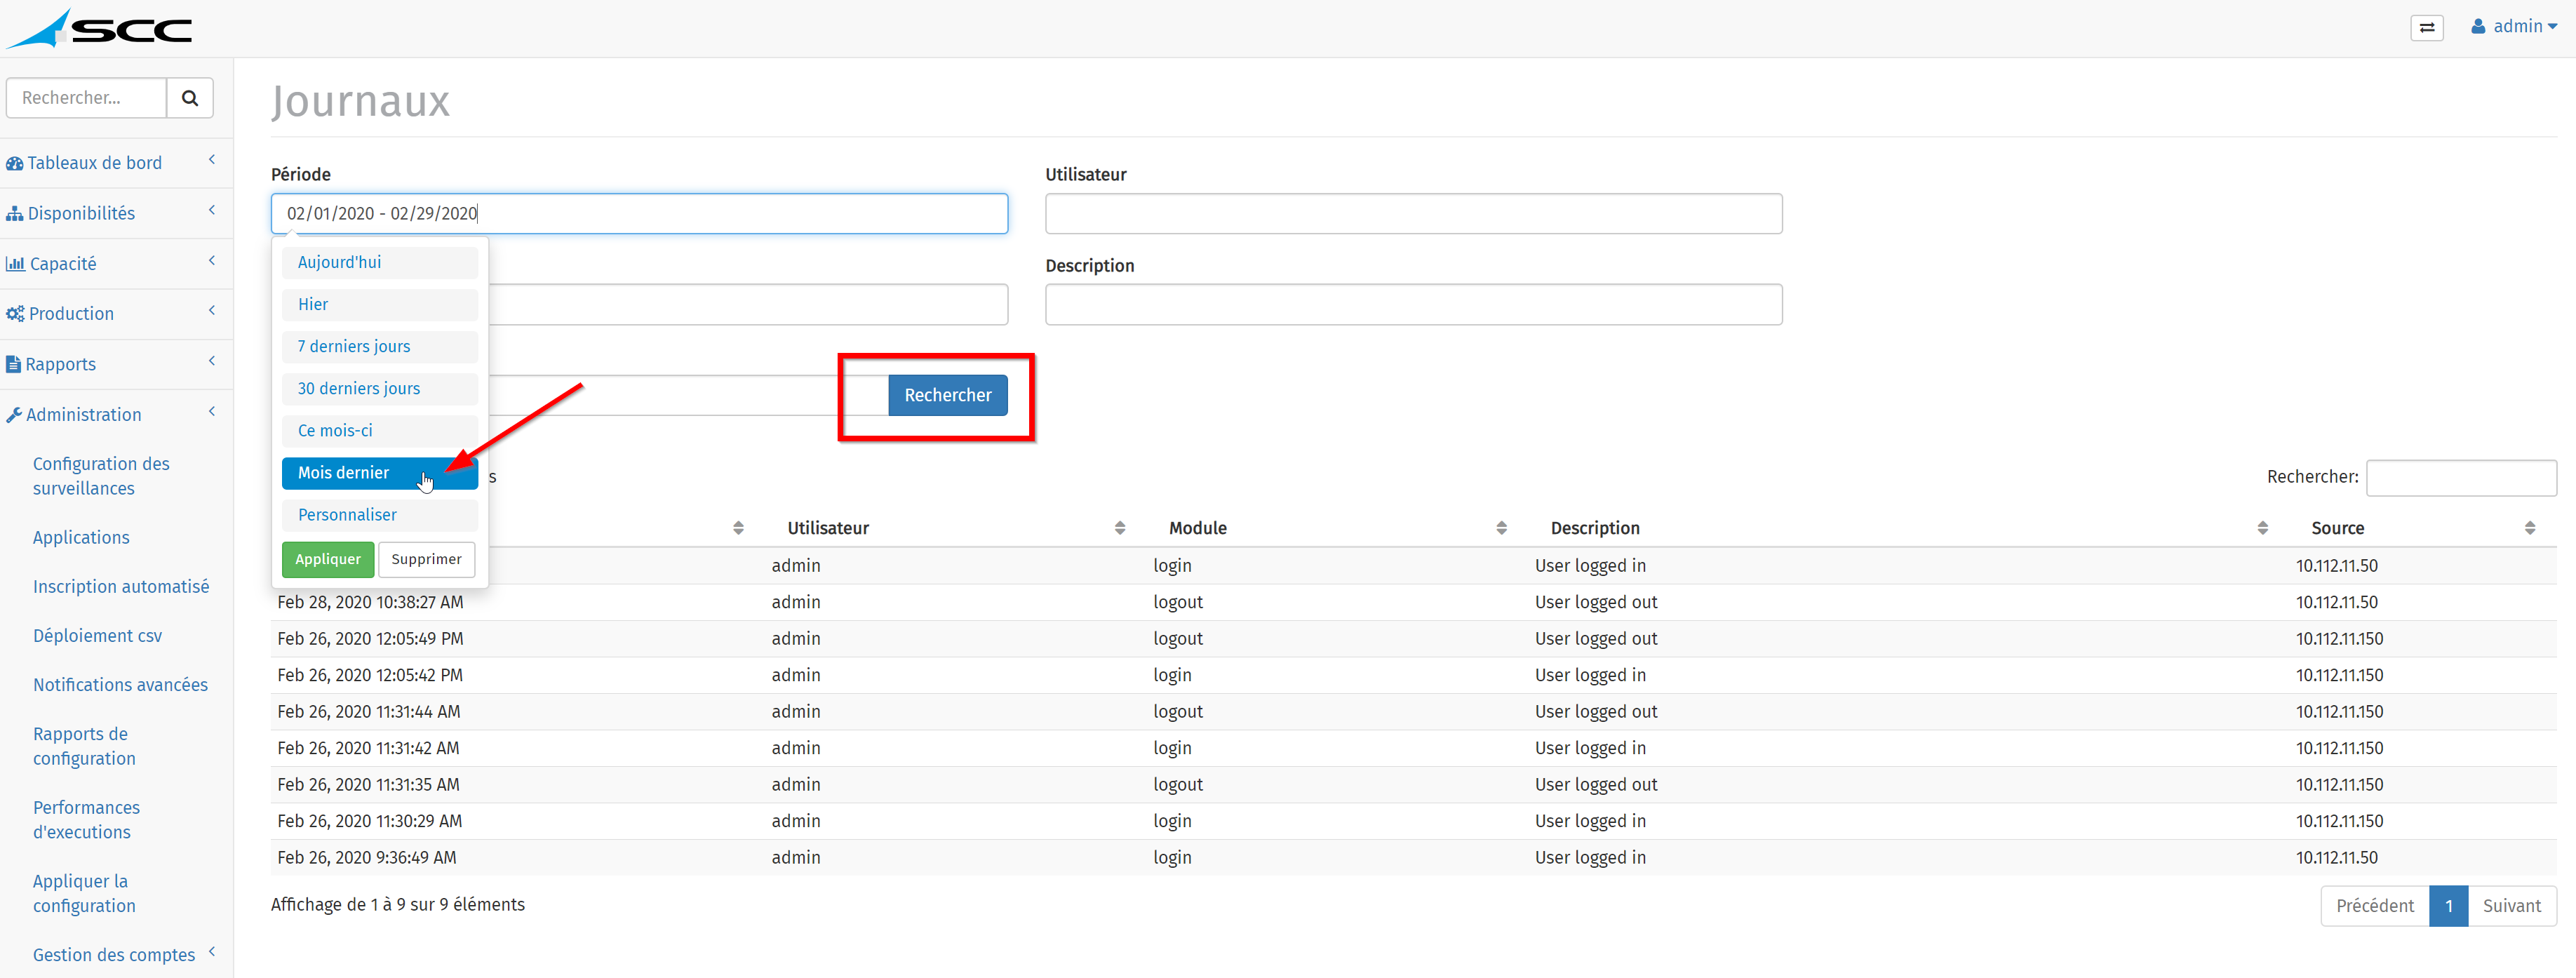 SCC
admin
Rechercher...
Tableaux de bord
Disponibilités
Capacité
Production
Rapports
Administration
Configuration des
surveillances
Applications
Inscription automatisé
Déploiement csv
Notifications avancées
Rapports de
configuration
Performances
d'executions
Appliquer la
configuration
Gestion des comptes
Journaux
Période
Utilisateur
02/01/2020 - 02/29/2020
Description
Aujourd'hui
Hier
7 derniers jours
30 derniers jours
Ce mois-ci
Mois dernier
Personnaliser
Appliquer Supprimer
Rechercher
s
Rechercher:
Utilisateur Module Description Source
admin login User logged in 10.112.11.50
Feb 28, 2020 10:38:27 AM admin logout User logged out 10.112.11.50
Feb 26, 2020 12:05:49 PM admin logout User logged out 10.112.11.150
Feb 26, 2020 12:05:42 PM admin login User logged in 10.112.11.150
Feb 26, 2020 11:31:44 AM admin logout User logged out 10.112.11.150
Feb 26, 2020 11:31:42 AM admin login User logged in 10.112.11.150
Feb 26, 2020 11:31:35 AM admin logout User logged out 10.112.11.150
Feb 26, 2020 11:30:29 AM admin login User logged in 10.112.11.150
Feb 26, 2020 9:36:49 AM admin login User logged in 10.112.11.50
Affichage de 1 à 9 sur 9 éléments
Précédent 1 Suivant